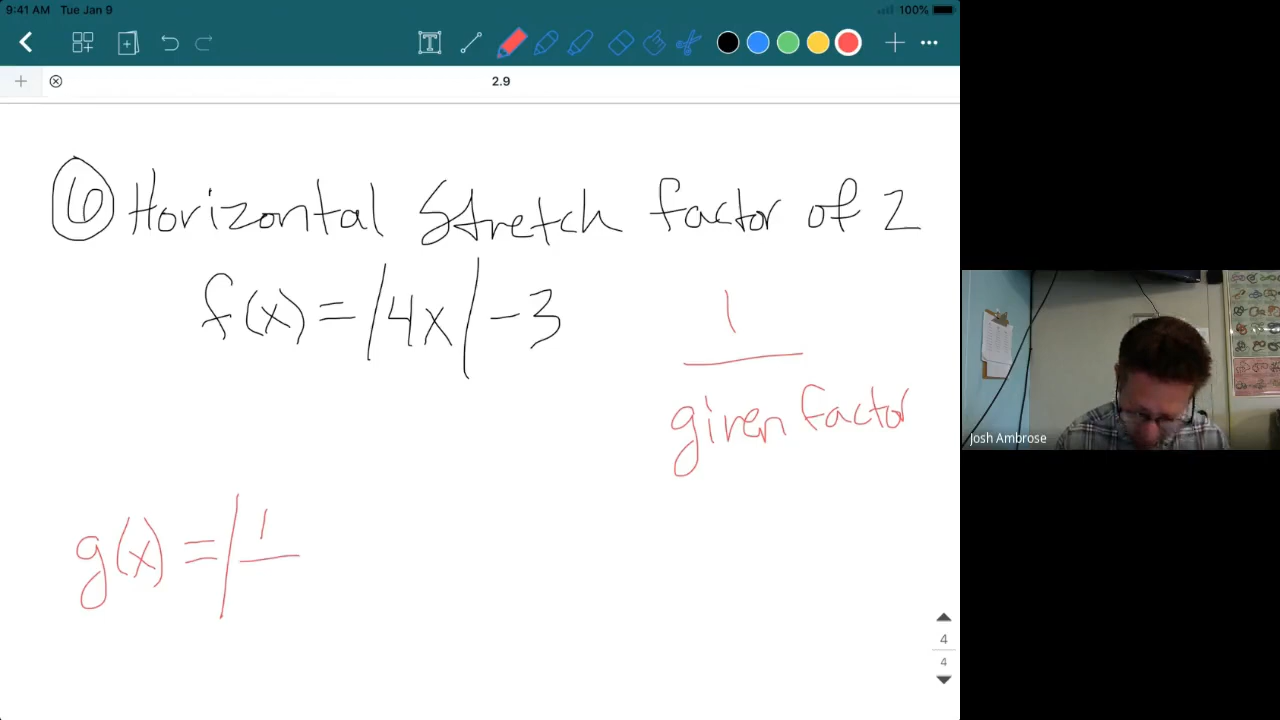 9:41 AM Tue Jan 9
100%
T
2.9
6 Horizontal Stretch factor of 2
f(x) = |4x| - 3
1
given factor
Josh Ambrose
g(x) = | 1
4
4